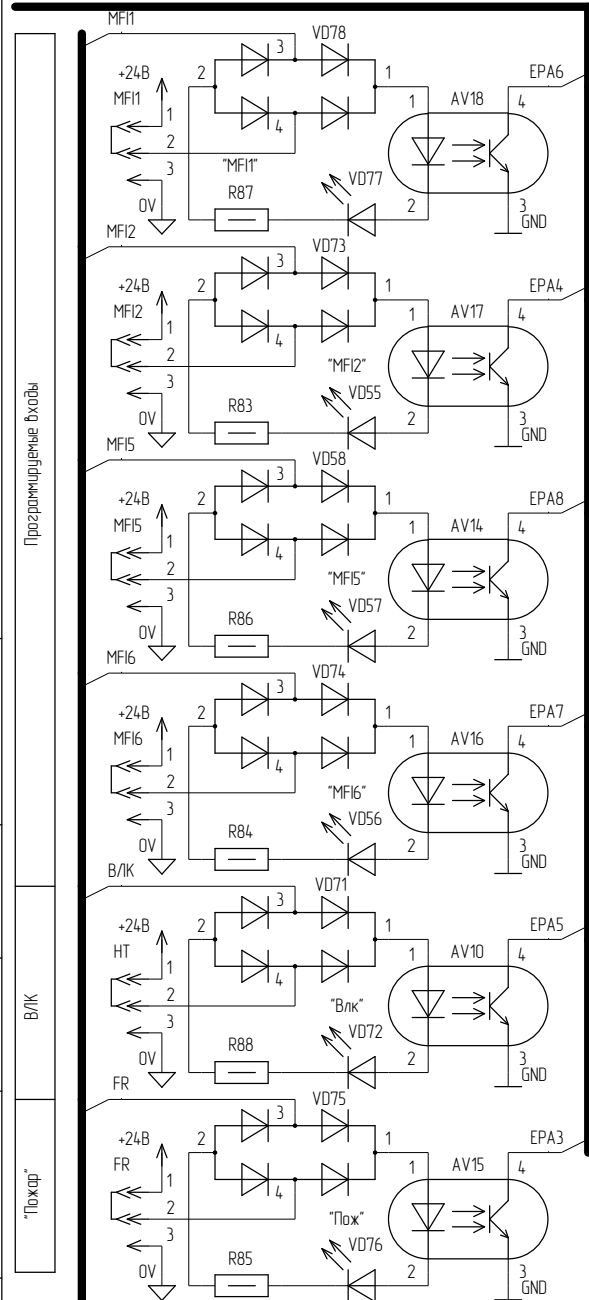 Программируемые входы
MFI1
+24В
MFI1
1
2
3
0V
2
3
4
VD78
1
"MFI1"
R87
VD77
1
2
AV18
4
3
GND
EPA6
MFI2
+24В
MFI2
1
2
3
0V
2
3
4
VD73
1
"MFI2"
R83
VD55
1
2
AV17
4
3
GND
EPA4
MFI5
+24В
MFI5
1
2
3
0V
2
3
4
VD58
1
"MFI5"
R86
VD57
1
2
AV14
4
3
GND
EPA8
MFI6
+24В
MFI6
1
2
3
0V
2
3
4
VD74
1
"MFI6"
R84
VD56
1
2
AV16
4
3
GND
EPA7
ВЛК
ВЛК
+24В
HT
1
2
3
0V
2
3
4
VD71
1
"Влк"
R88
VD72
1
2
AV10
4
3
GND
EPA5
"Пожар"
FR
+24В
FR
1
2
3
0V
2
3
4
VD75
1
"Пож"
R85
VD76
1
2
AV15
4
3
GND
EPA3